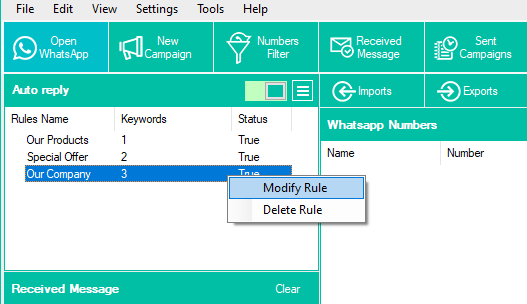 File Edit View Settings Tools Help
Open WhatsApp
New Campaign
Numbers Filter
Received Message
Sent Campaigns
Auto reply
Imports Exports
Whatsapp Numbers
Rules Name Keywords Status
Name Number
Our Products 1 True
Special Offer 2 True
Our Company 3 True
Modify Rule
Delete Rule
Received Message Clear